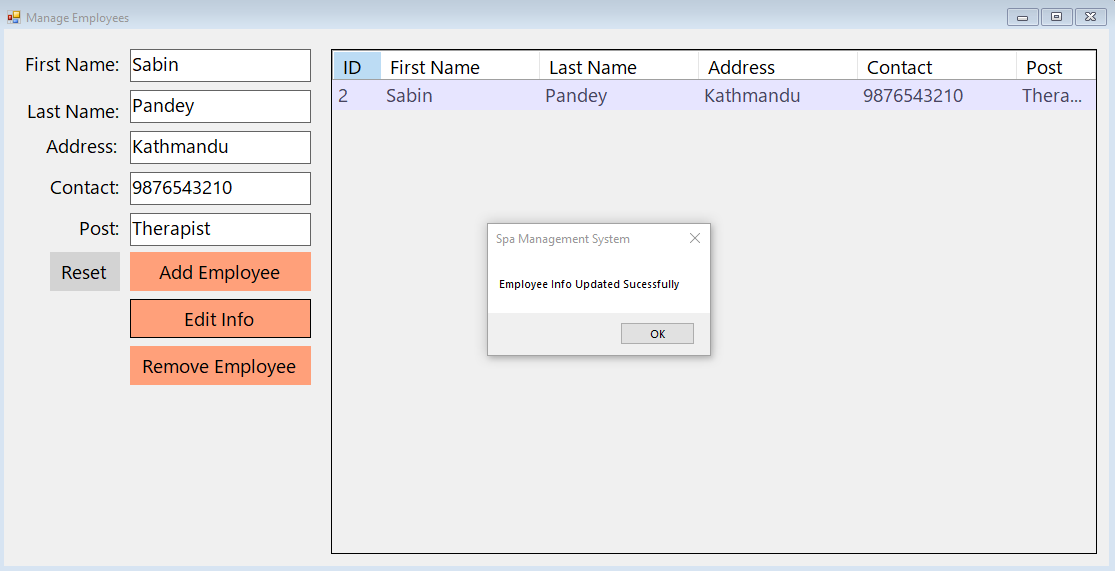 Manage Employees
First Name: Sabin
Last Name: Pandey
Address: Kathmandu
Contact: 9876543210
Post: Therapist
Reset Add Employee
Edit Info
Remove Employee
ID First Name Last Name Address Contact Post
2 Sabin Pandey Kathmandu 9876543210 Thera...
Spa Management System
Employee Info Updated Sucessfully
OK